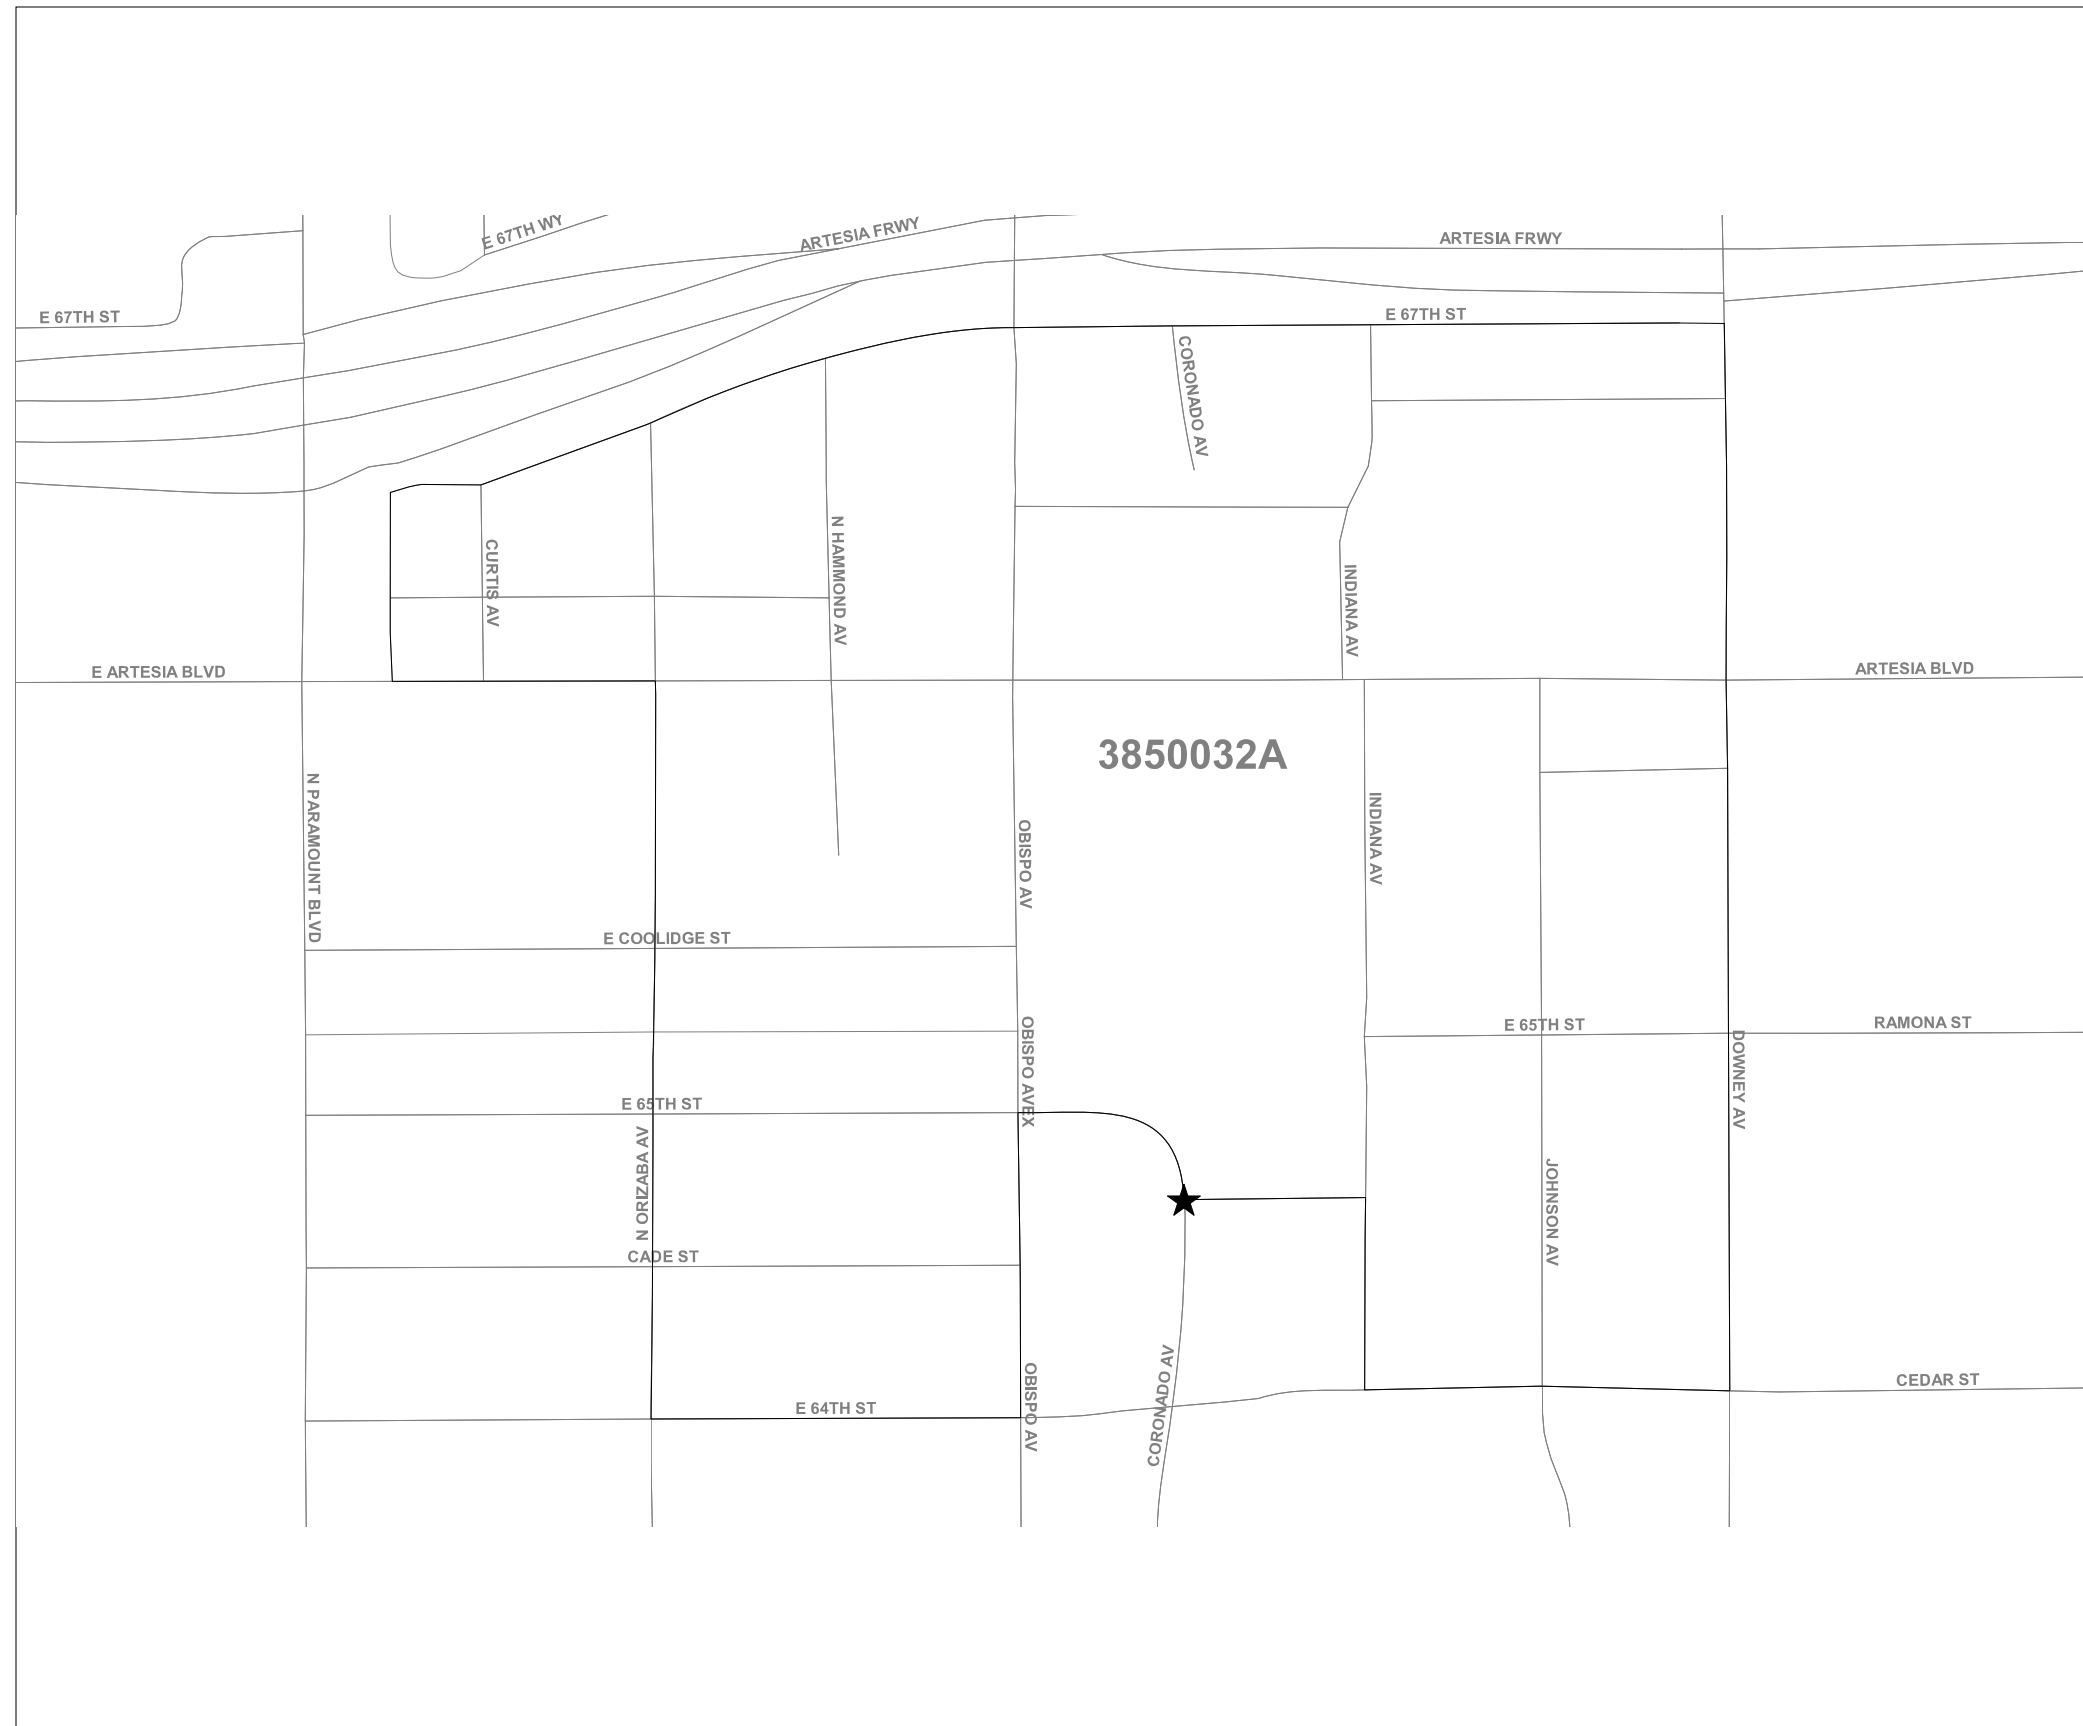 E 67TH WY
ARTESIA FRWY
ARTESIA FRWY
E 67TH ST
E 67TH ST
CORONADO AV
N HAMMOND AV
CURTIS AV
INDIANA AV
E ARTESIA BLVD
ARTESIA BLVD
3850032A
N PARAMOUNT BLVD
OBISPO AV
INDIANA AV
E COOLIDGE ST
OBISPO AVEX
E 65TH ST
RAMONA ST
DOWNEY AV
E 65TH ST
N ORIZABA AV
JOHNSON AV
CADE ST
CORONADO AV
OBISPO AV
CEDAR ST
E 64TH ST